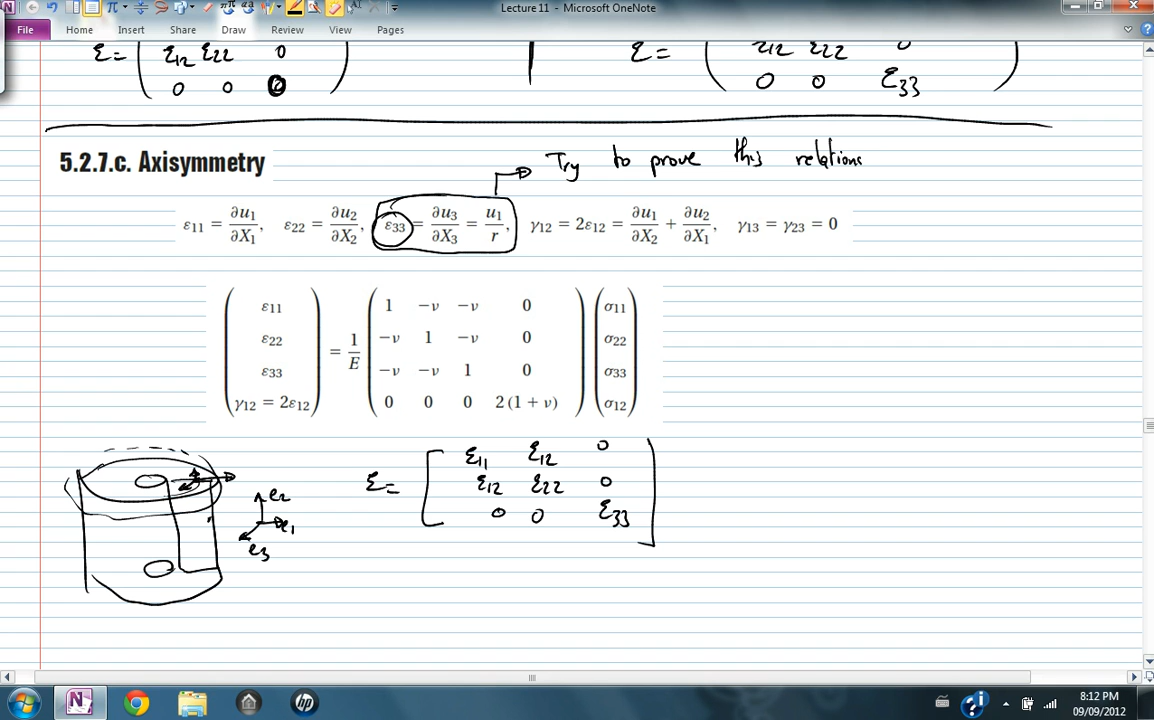 Lecture 11 - Microsoft OneNote
File Home Insert Share Draw Review View Pages
ε= ε12 ε22 0 ε= ε12 ε22 0
0 0 0 0 0 ε33
5.2.7.c. Axisymmetry
Try to prove this relations
ε11 = ∂u1/∂X1, ε22 = ∂u2/∂X2, ε33 = ∂u3/∂X3 = u1/r, γ12 = 2ε12 = ∂u1/∂X2 + ∂u2/∂X1, γ13 = γ23 = 0
ε11 1 −ν −ν 0 σ11
ε22 −ν 1 −ν 0 σ22
= 1/E
ε33 −ν −ν 1 0 σ33
γ12 = 2ε12 0 0 0 2(1 + ν) σ12
ε11 ε12 0
ε= ε12 ε22 0
0 0 ε33
e2
e1
e3
8:12 PM
09/09/2012